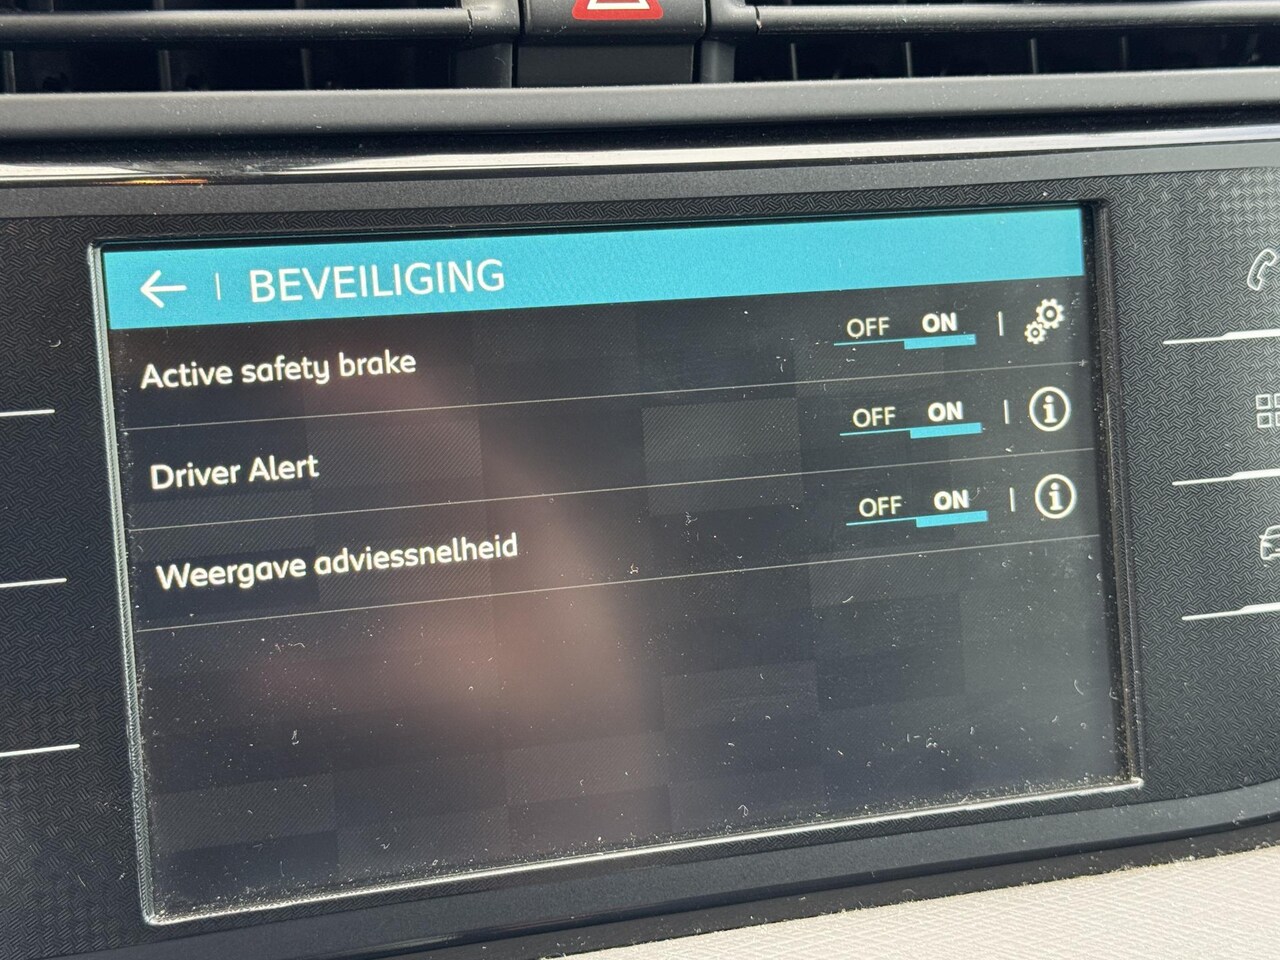 BEVEILIGING
Active safety brake OFF ON
Driver Alert OFF ON
Weergave adviessnelheid OFF ON